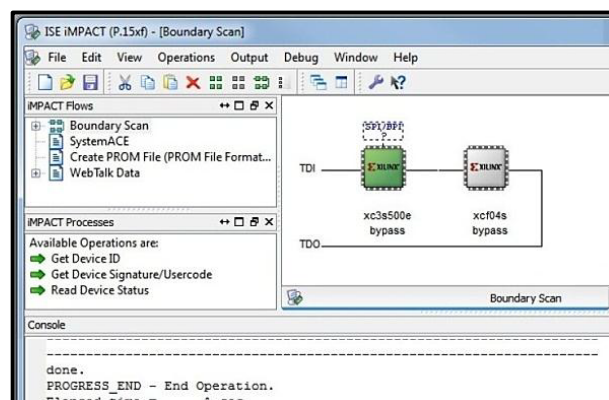 ISE iMPACT (P.15xf) - [Boundary Scan]
File Edit View Operations Output Debug Window Help
iMPACT Flows
Boundary Scan
SystemACE
Create PROM File (PROM File Format...
WebTalk Data
iMPACT Processes
Available Operations are:
Get Device ID
Get Device Signature/Usercode
Read Device Status
SPI/BPI
?
TDI
XILINX
XILINX
xc3s500e
bypass
xcf04s
bypass
TDO
Boundary Scan
Console
done.
PROGRESS_END - End Operation.